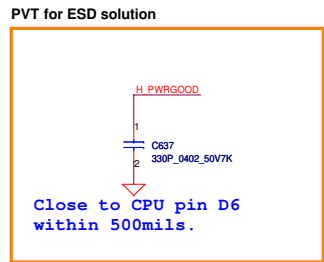 PVT for ESD solution
H_PWRGOOD
1
C637
330P_0402_50V7K
2
Close to CPU pin D6
within 500mils.